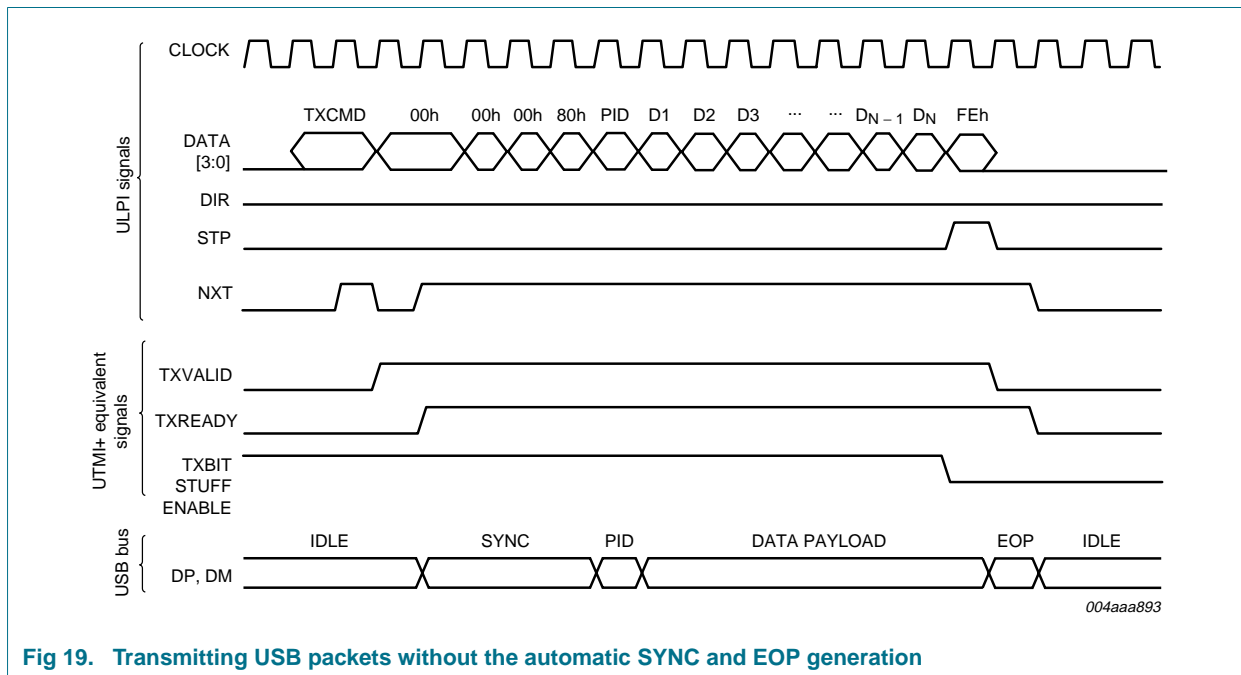 CLOCK
TXCMD 00h 00h 00h 80h PID D1 D2 D3 ... ... DN – 1 DN FEh
DATA
[3:0]
DIR
STP
NXT
ULPI signals
TXVALID
TXREADY
TXBIT
STUFF
ENABLE
UTMI+ equivalent
signals
IDLE SYNC PID DATA PAYLOAD EOP IDLE
DP, DM
USB bus
004aaa893
Fig 19. Transmitting USB packets without the automatic SYNC and EOP generation